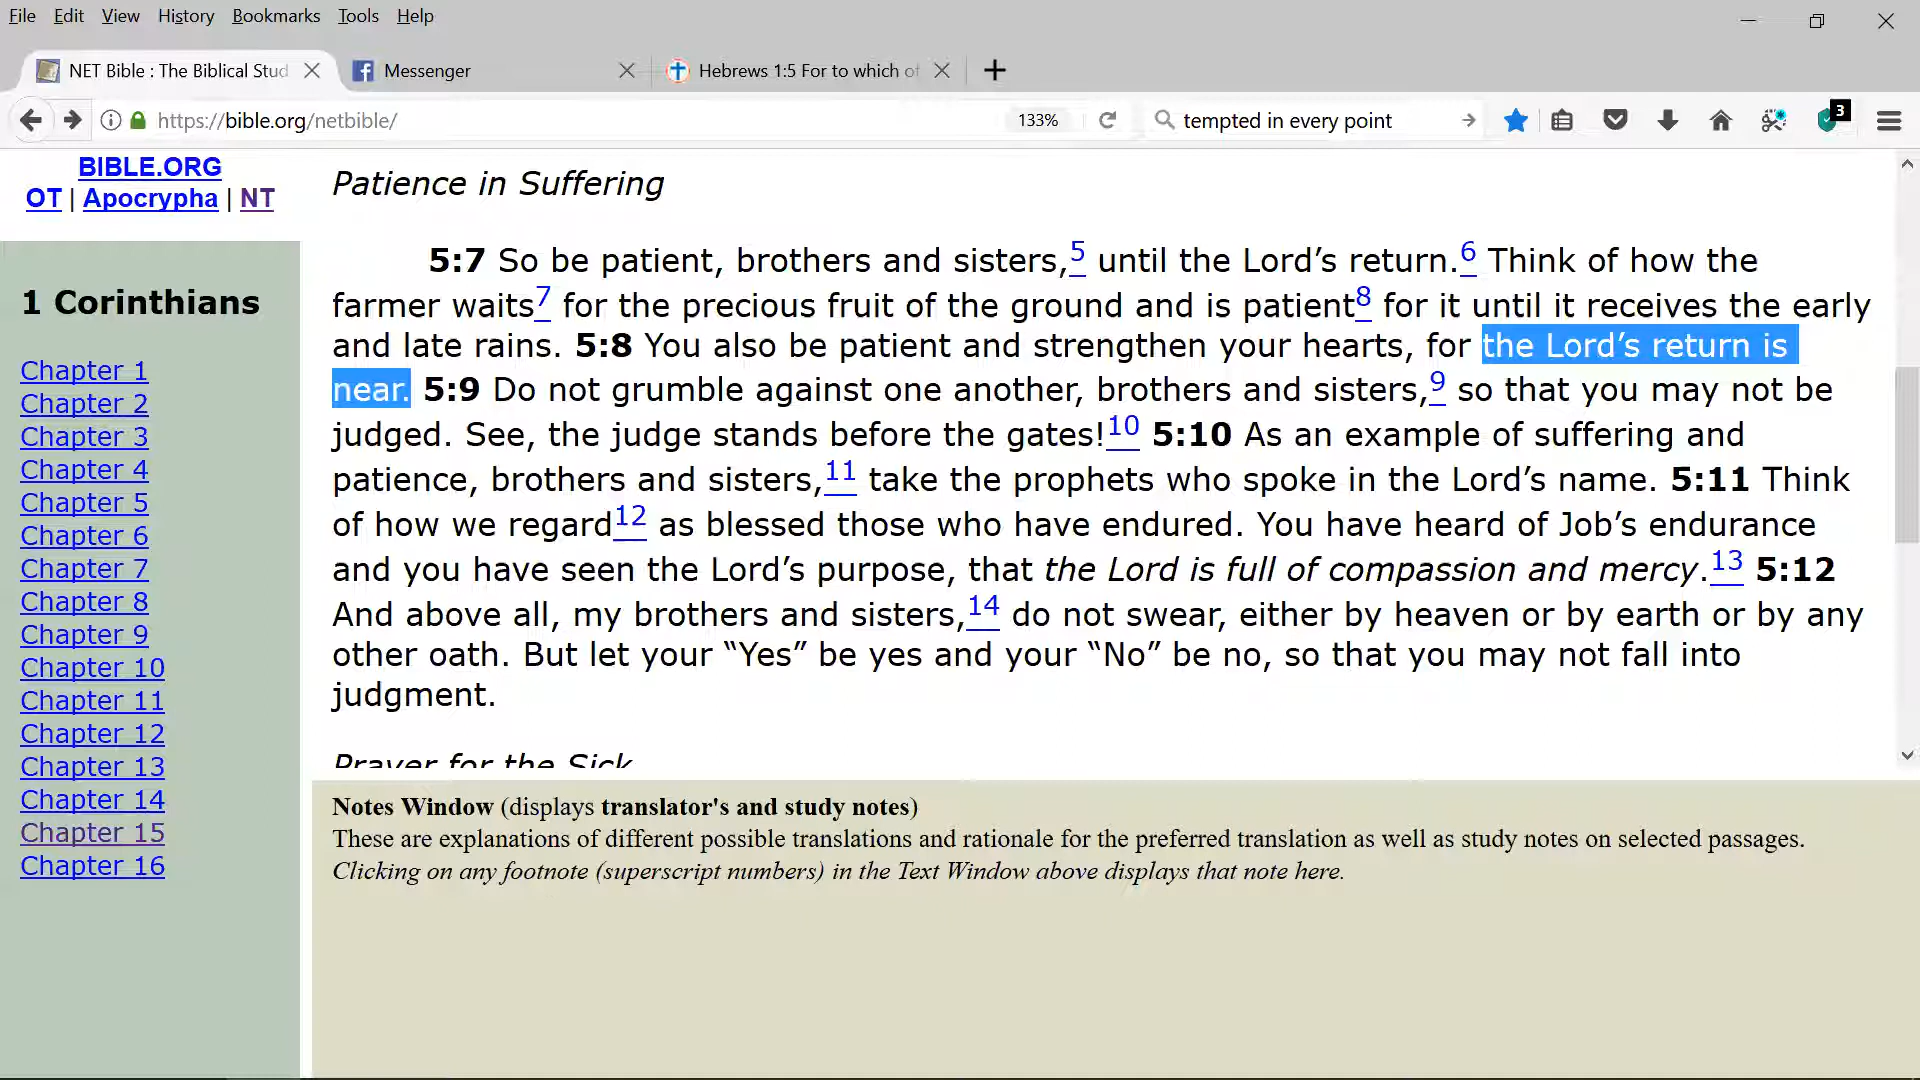 File Edit View History Bookmarks Tools Help
NET Bible : The Biblical Stud
Messenger
Hebrews 1:5 For to which of
https://bible.org/netbible/
133%
tempted in every point
3
BIBLE.ORG
OT | Apocrypha | NT
1 Corinthians
Chapter 1
Chapter 2
Chapter 3
Chapter 4
Chapter 5
Chapter 6
Chapter 7
Chapter 8
Chapter 9
Chapter 10
Chapter 11
Chapter 12
Chapter 13
Chapter 14
Chapter 15
Chapter 16
Patience in Suffering
5:7 So be patient, brothers and sisters,5 until the Lord’s return.6 Think of how the
farmer waits7 for the precious fruit of the ground and is patient8 for it until it receives the early
and late rains. 5:8 You also be patient and strengthen your hearts, for the Lord’s return is
near. 5:9 Do not grumble against one another, brothers and sisters,9 so that you may not be
judged. See, the judge stands before the gates!10 5:10 As an example of suffering and
patience, brothers and sisters,11 take the prophets who spoke in the Lord’s name. 5:11 Think
of how we regard12 as blessed those who have endured. You have heard of Job’s endurance
and you have seen the Lord’s purpose, that the Lord is full of compassion and mercy.13 5:12
And above all, my brothers and sisters,14 do not swear, either by heaven or by earth or by any
other oath. But let your “Yes” be yes and your “No” be no, so that you may not fall into
judgment.
Prayer for the Sick
Notes Window (displays translator's and study notes)
These are explanations of different possible translations and rationale for the preferred translation as well as study notes on selected passages.
Clicking on any footnote (superscript numbers) in the Text Window above displays that note here.